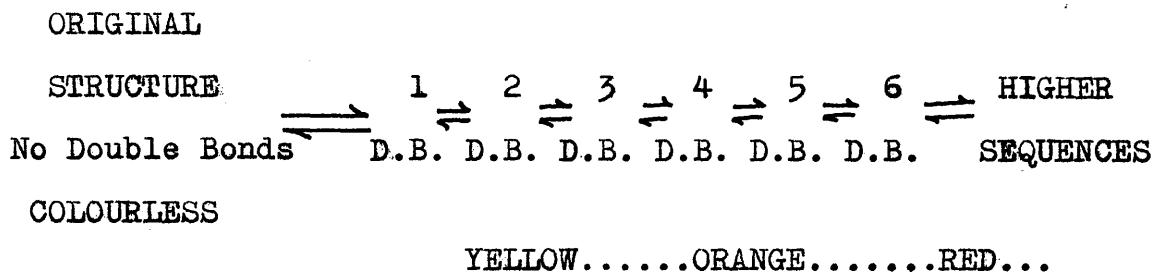 ORIGINAL
STRUCTURE 1 ⇌ 2 ⇌ 3 ⇌ 4 ⇌ 5 ⇌ 6 ⇌ HIGHER
No Double Bonds ⇌ D.B. D.B. D.B. D.B. D.B. D.B. SEQUENCES
COLOURLESS
YELLOW......ORANGE.......RED...